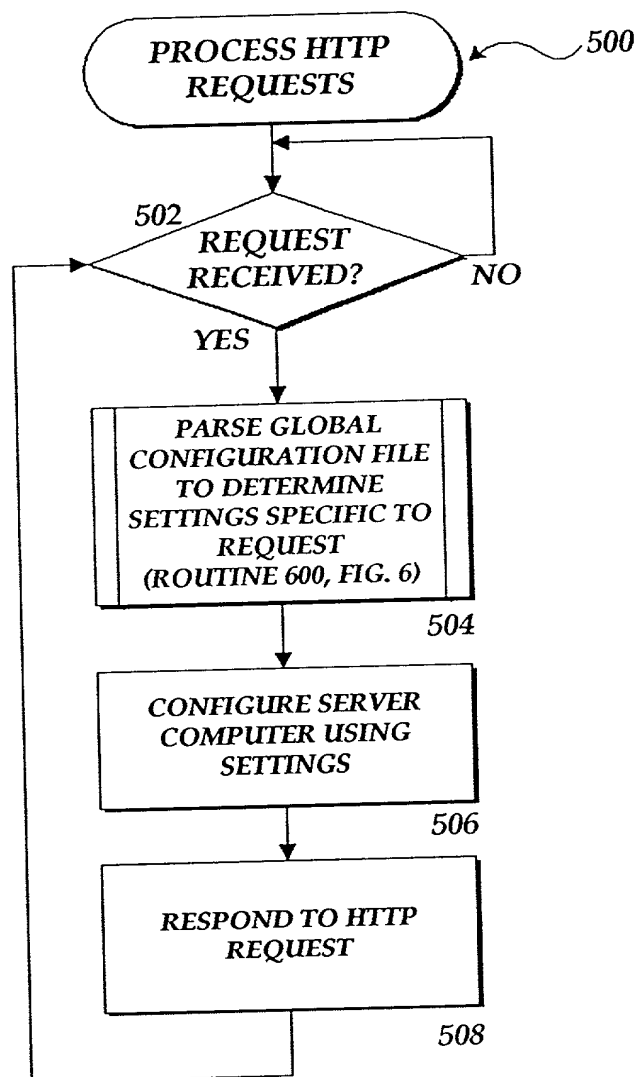 PROCESS HTTP
REQUESTS
500
502
REQUEST
RECEIVED?
NO
YES
PARSE GLOBAL
CONFIGURATION FILE
TO DETERMINE
SETTINGS SPECIFIC TO
REQUEST
(ROUTINE 600, FIG. 6)
504
CONFIGURE SERVER
COMPUTER USING
SETTINGS
506
RESPOND TO HTTP
REQUEST
508